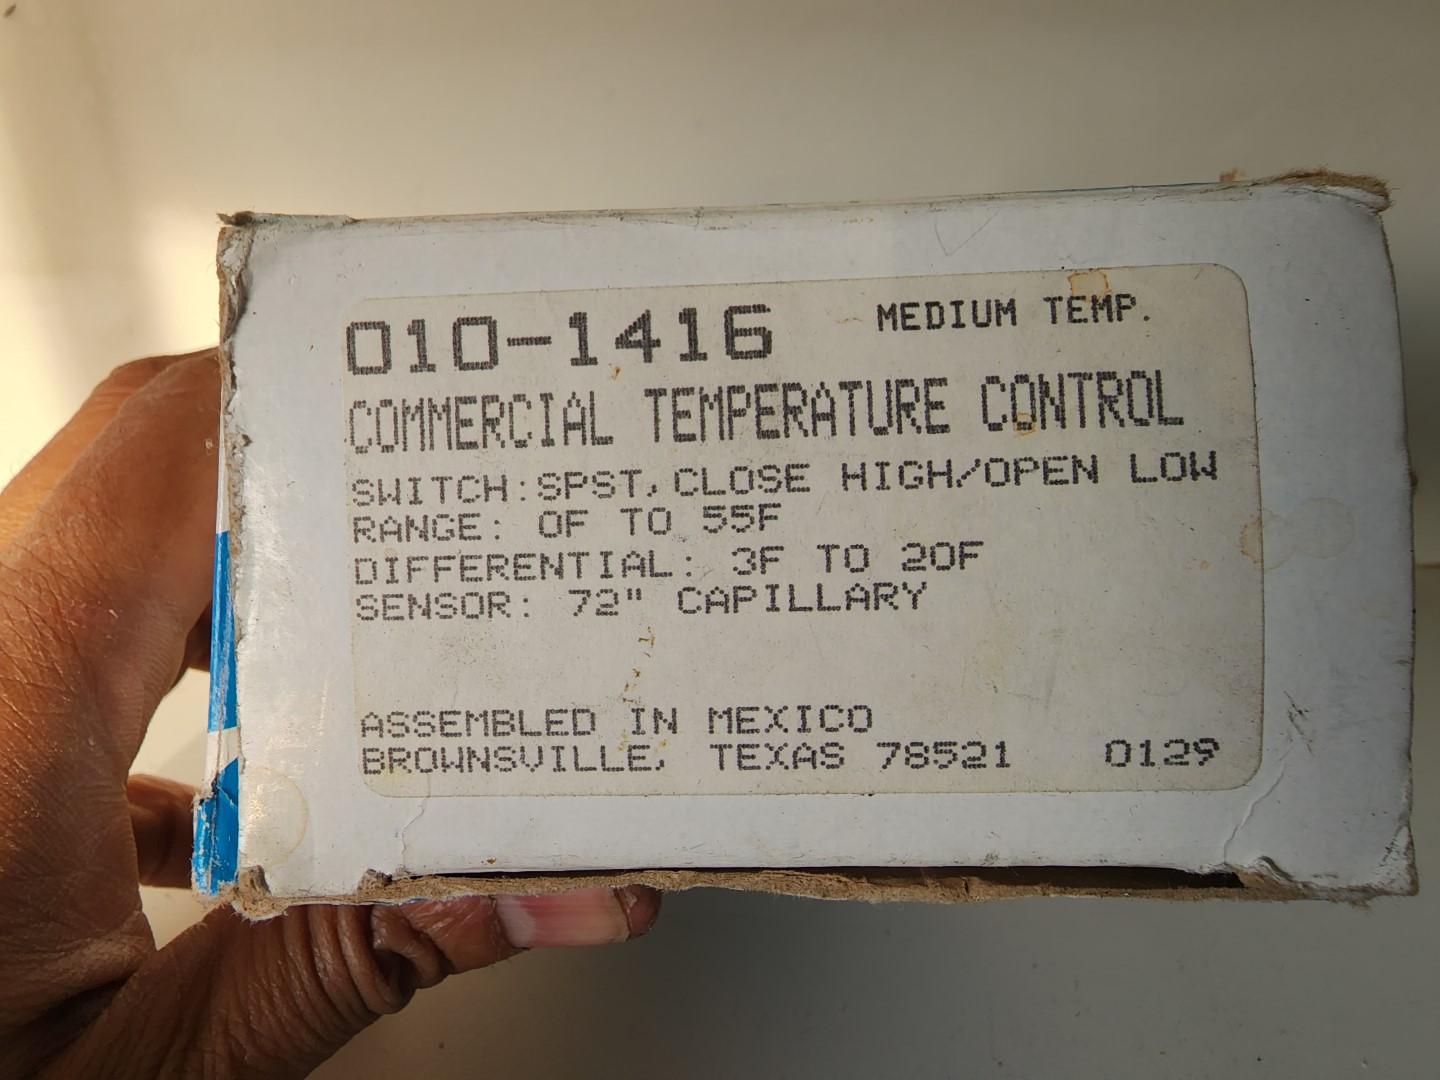 010-1416 MEDIUM TEMP.
COMMERCIAL TEMPERATURE CONTROL
SWITCH:SPST, CLOSE HIGH/OPEN LOW
RANGE: 0F TO 55F
DIFFERENTIAL: 3F TO 20F
SENSOR: 72" CAPILLARY
ASSEMBLED IN MEXICO
BROWNSVILLE, TEXAS 78521 0129